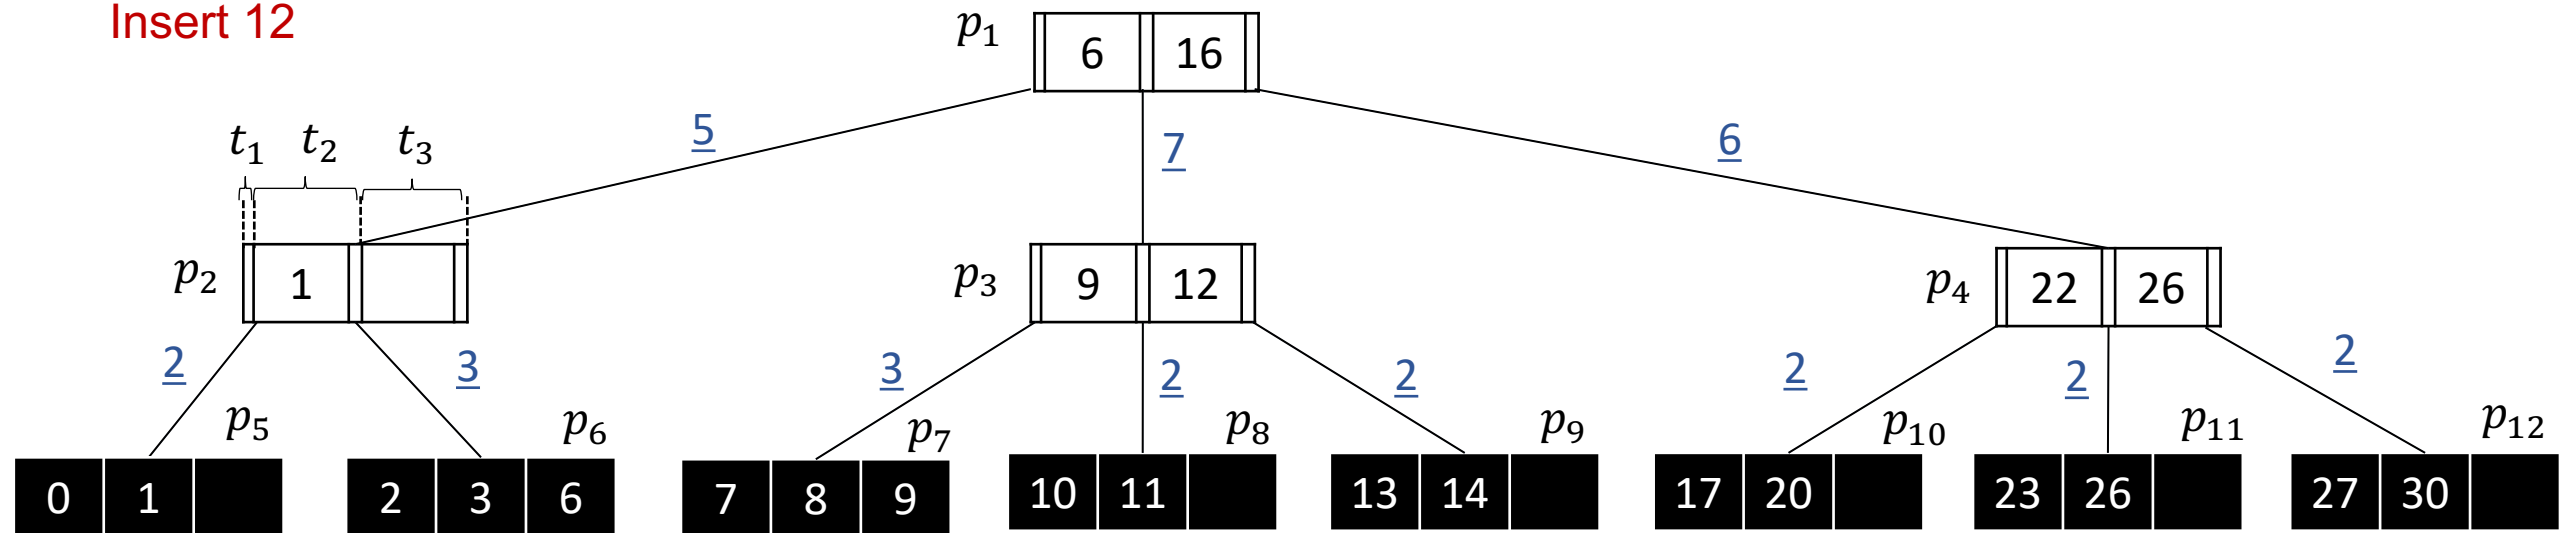 Insert 12
p₁ 6 16
5 7 6
t₁ t₂ t₃
p₂ 1 p₃ 9 12 p₄ 22 26
2 3 3 2 2 2 2 2
p₅ p₆ p₇ p₈ p₉ p₁₀ p₁₁ p₁₂
0 1 2 3 6 7 8 9 10 11 13 14 17 20 23 26 27 30